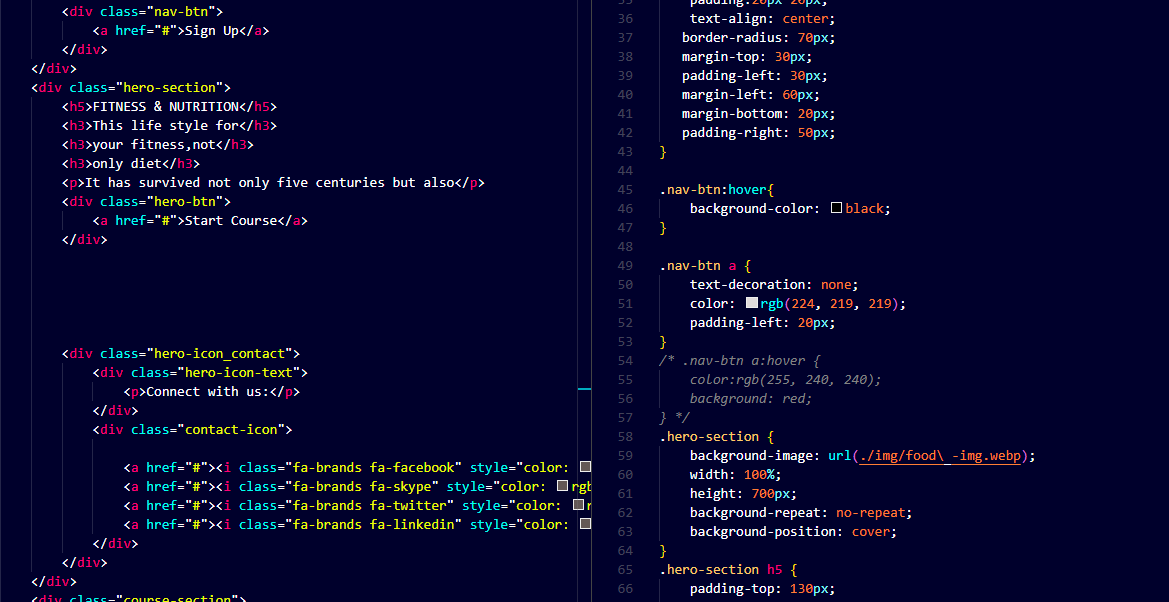 <div class="nav-btn">
<a href="#">Sign Up</a>
</div>
</div>
<div class="hero-section">
<h5>FITNESS & NUTRITION</h5>
<h3>This life style for</h3>
<h3>your fitness,not</h3>
<h3>only diet</h3>
<p>It has survived not only five centuries but also</p>
<div class="hero-btn">
<a href="#">Start Course</a>
</div>
<div class="hero-icon_contact">
<div class="hero-icon-text">
<p>Connect with us:</p>
</div>
<div class="contact-icon">
<a href="#"><i class="fa-brands fa-facebook" style="color:
<a href="#"><i class="fa-brands fa-skype" style="color: rgb
<a href="#"><i class="fa-brands fa-twitter" style="color: r
<a href="#"><i class="fa-brands fa-linkedin" style="color:
</div>
</div>
</div>
<div class="course-section">
35 padding:20px 20px;
36 text-align: center;
37 border-radius: 70px;
38 margin-top: 30px;
39 padding-left: 30px;
40 margin-left: 60px;
41 margin-bottom: 20px;
42 padding-right: 50px;
43 }
44
45 .nav-btn:hover{
46 background-color: black;
47 }
48
49 .nav-btn a {
50 text-decoration: none;
51 color: rgb(224, 219, 219);
52 padding-left: 20px;
53 }
54 /* .nav-btn a:hover {
55 color:rgb(255, 240, 240);
56 background: red;
57 } */
58 .hero-section {
59 background-image: url(./img/food\_-img.webp);
60 width: 100%;
61 height: 700px;
62 background-repeat: no-repeat;
63 background-position: cover;
64 }
65 .hero-section h5 {
66 padding-top: 130px;